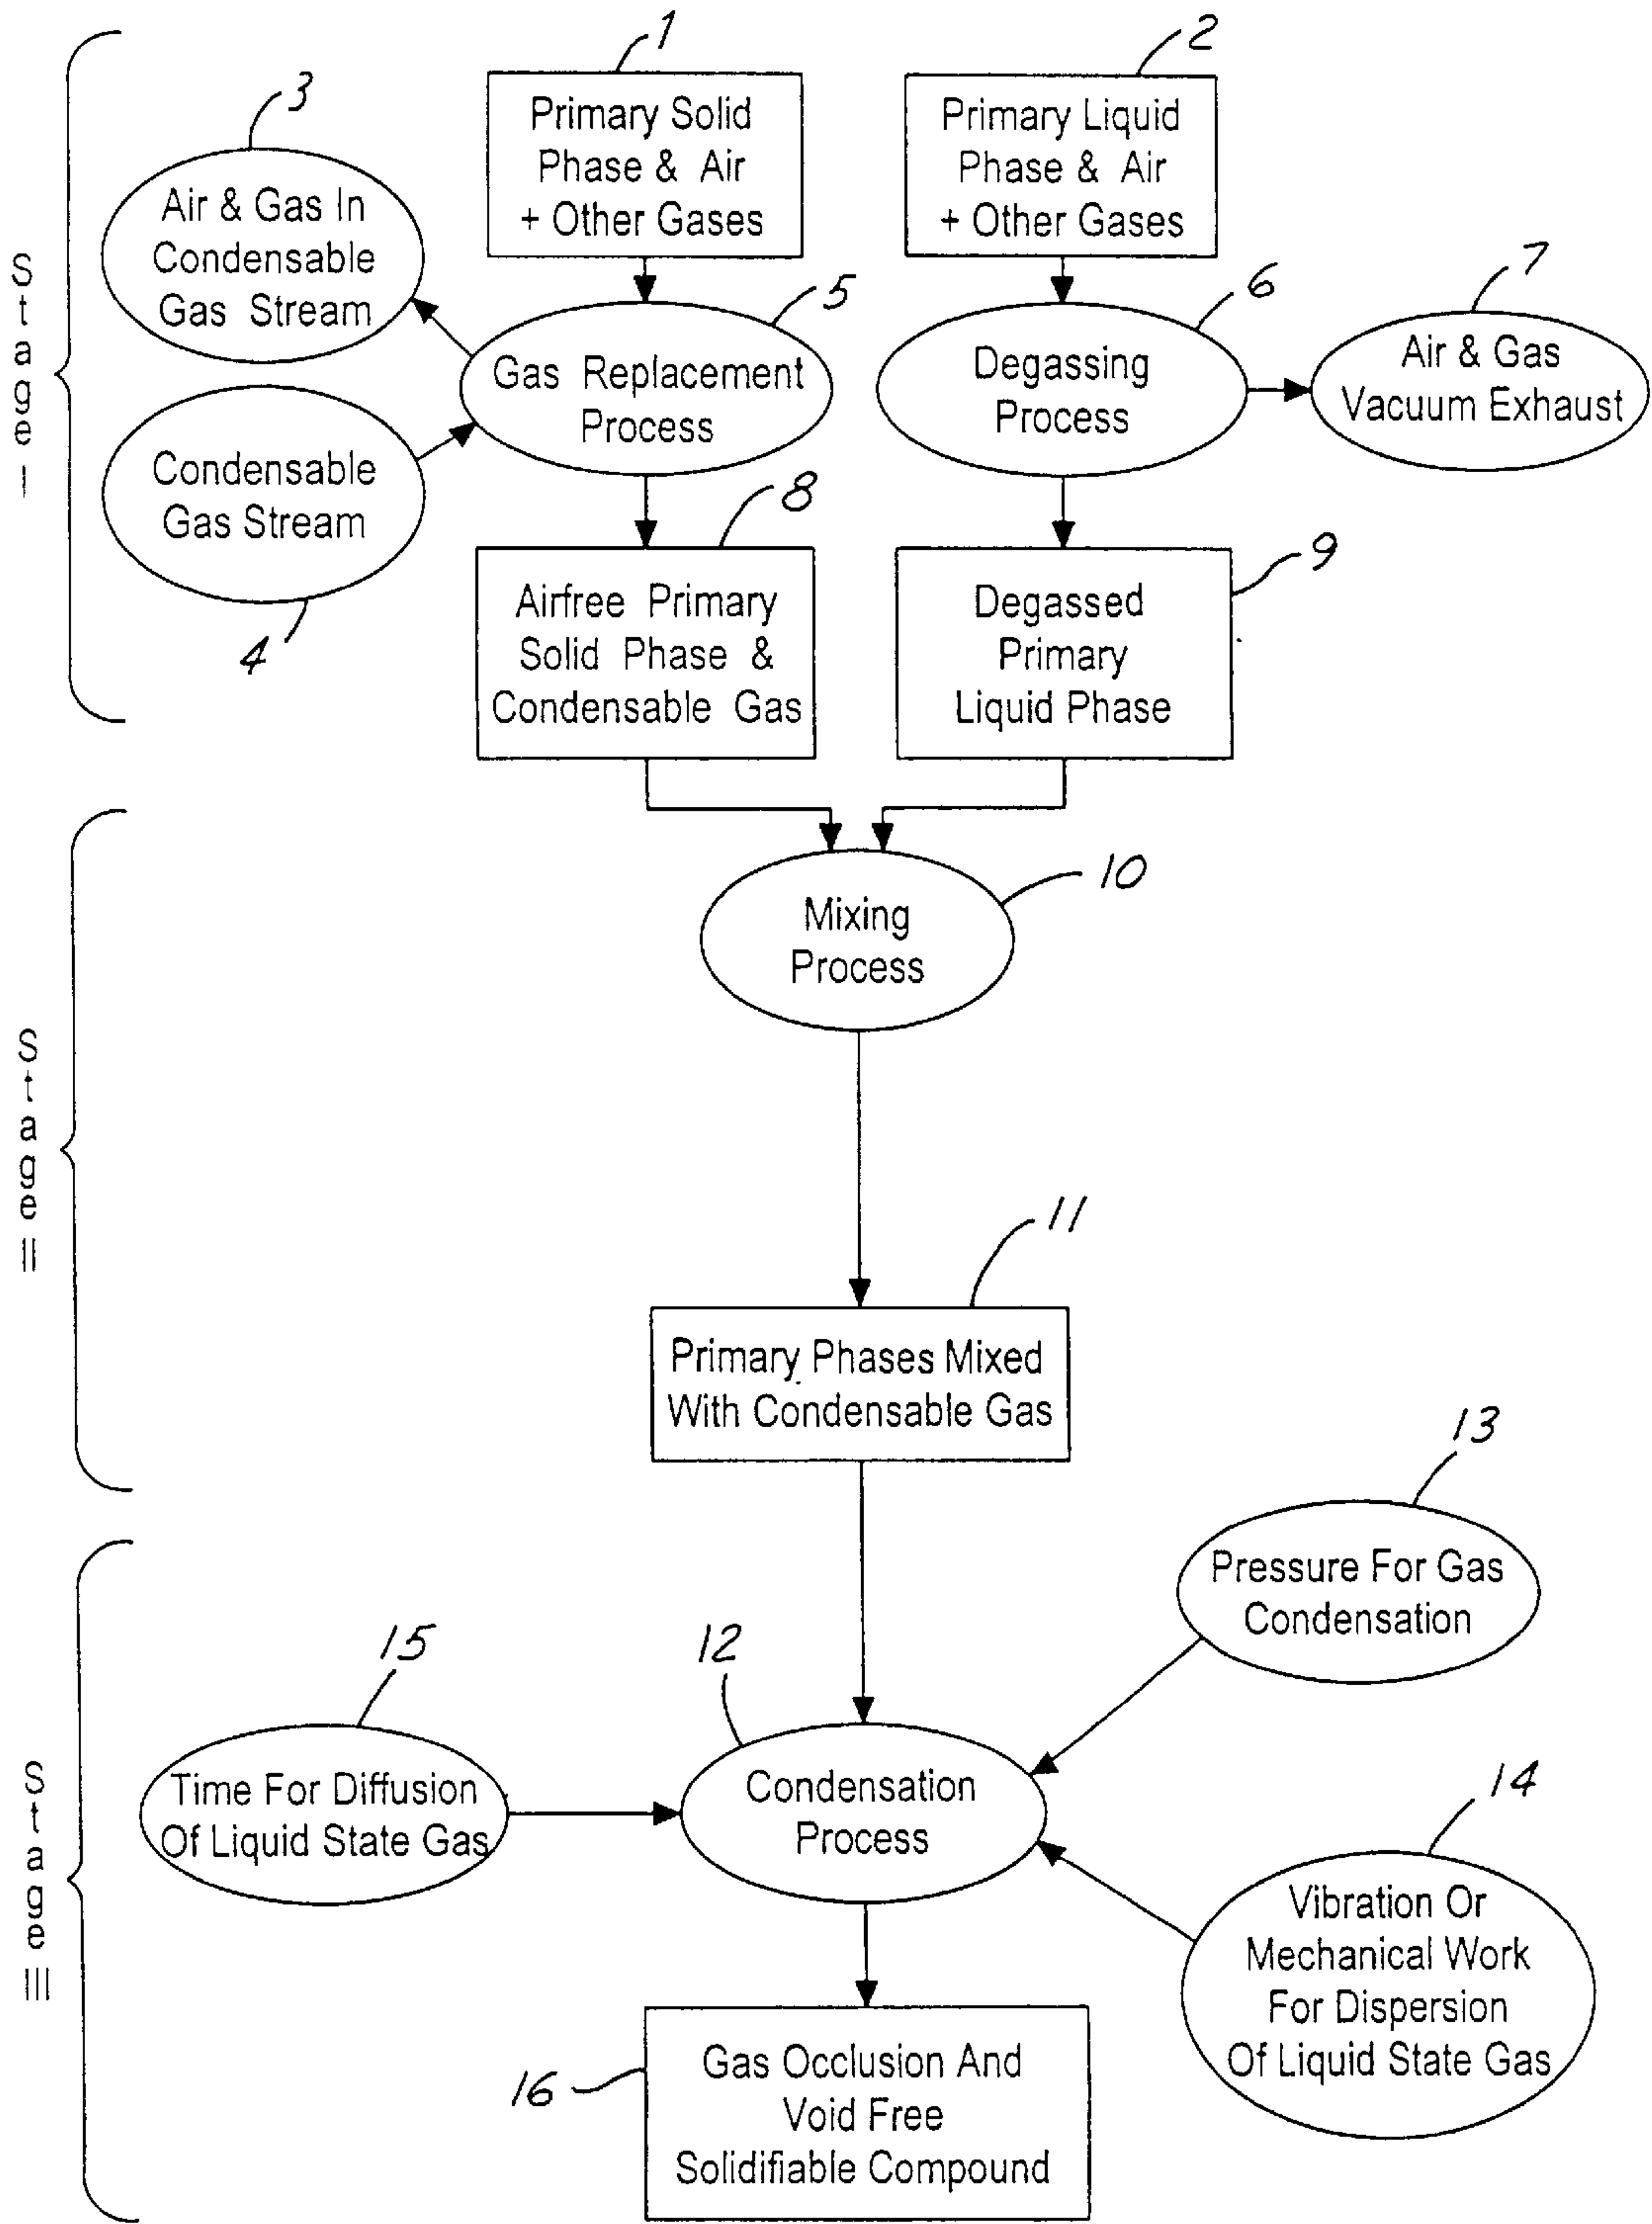 1
2
3
Primary Solid
Phase & Air
+ Other Gases
Primary Liquid
Phase & Air
+ Other Gases
Air & Gas In
Condensable
Gas Stream
5
6
7
Gas Replacement
Process
Degassing
Process
Air & Gas
Vacuum Exhaust
Condensable
Gas Stream
4
8
9
Airfree Primary
Solid Phase &
Condensable Gas
Degassed
Primary
Liquid Phase
Stage I
10
Mixing
Process
11
Primary Phases Mixed
With Condensable Gas
Stage II
13
Pressure For Gas
Condensation
15
12
Time For Diffusion
Of Liquid State Gas
Condensation
Process
14
Vibration Or
Mechanical Work
For Dispersion
Of Liquid State Gas
16
Gas Occlusion And
Void Free
Solidifiable Compound
Stage III